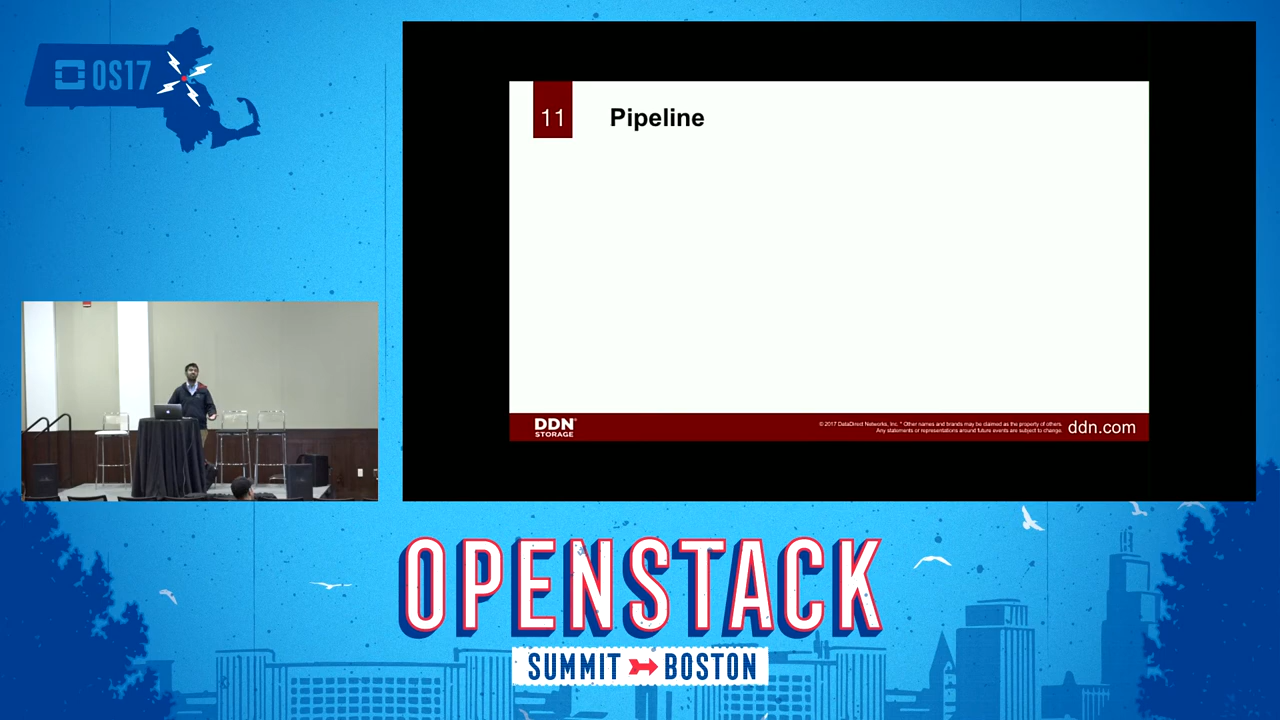 OS17
11
Pipeline
DDN
STORAGE
© 2017 DataDirect Networks, Inc. * Other names and brands may be claimed as the property of others.
Any statements or representations around future events are subject to change.
ddn.com
OPENSTACK
SUMMIT BOSTON